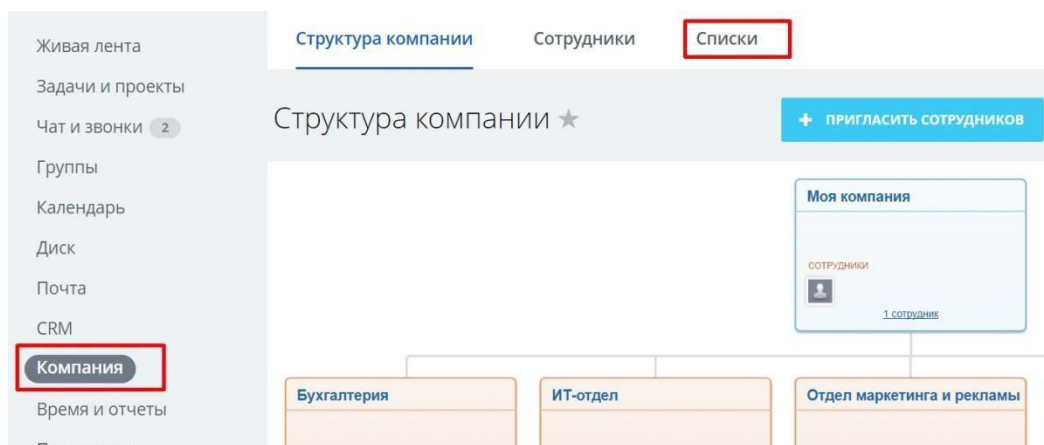 Живая лента
Задачи и проекты
Чат и звонки 2
Группы
Календарь
Диск
Почта
CRM
Компания
Время и отчеты
Структура компании Сотрудники Списки
Структура компании
+ ПРИГЛАСИТЬ СОТРУДНИКОВ
Моя компания
СОТРУДНИКИ
1 сотрудник
Бухгалтерия
ИТ-отдел
Отдел маркетинга и рекламы